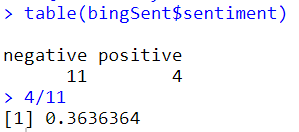 > table(bingSent$sentiment)
negative positive
11 4
> 4/11
[1] 0.3636364